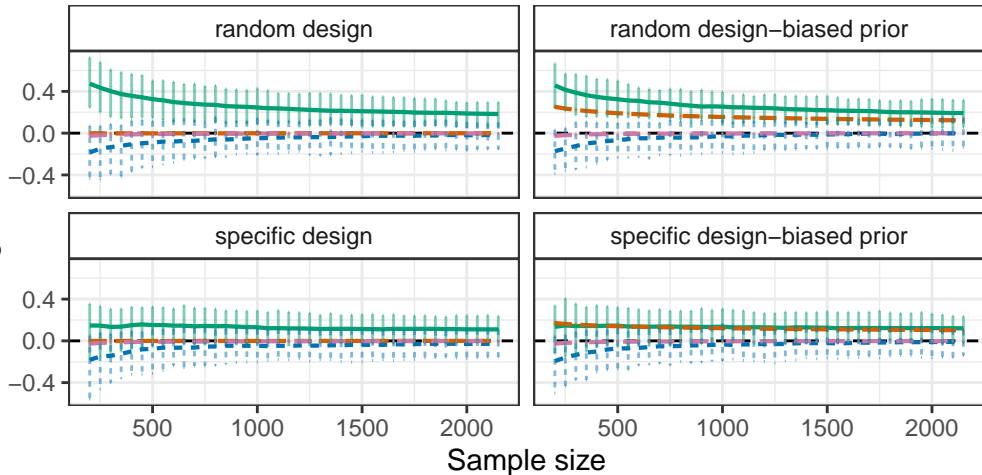 random design
random design−biased prior
0.4
0.0
−0.4
specific design
specific design−biased prior
0.4
0.0
−0.4
500
1000
1500
2000
500
1000
1500
2000
Sample size